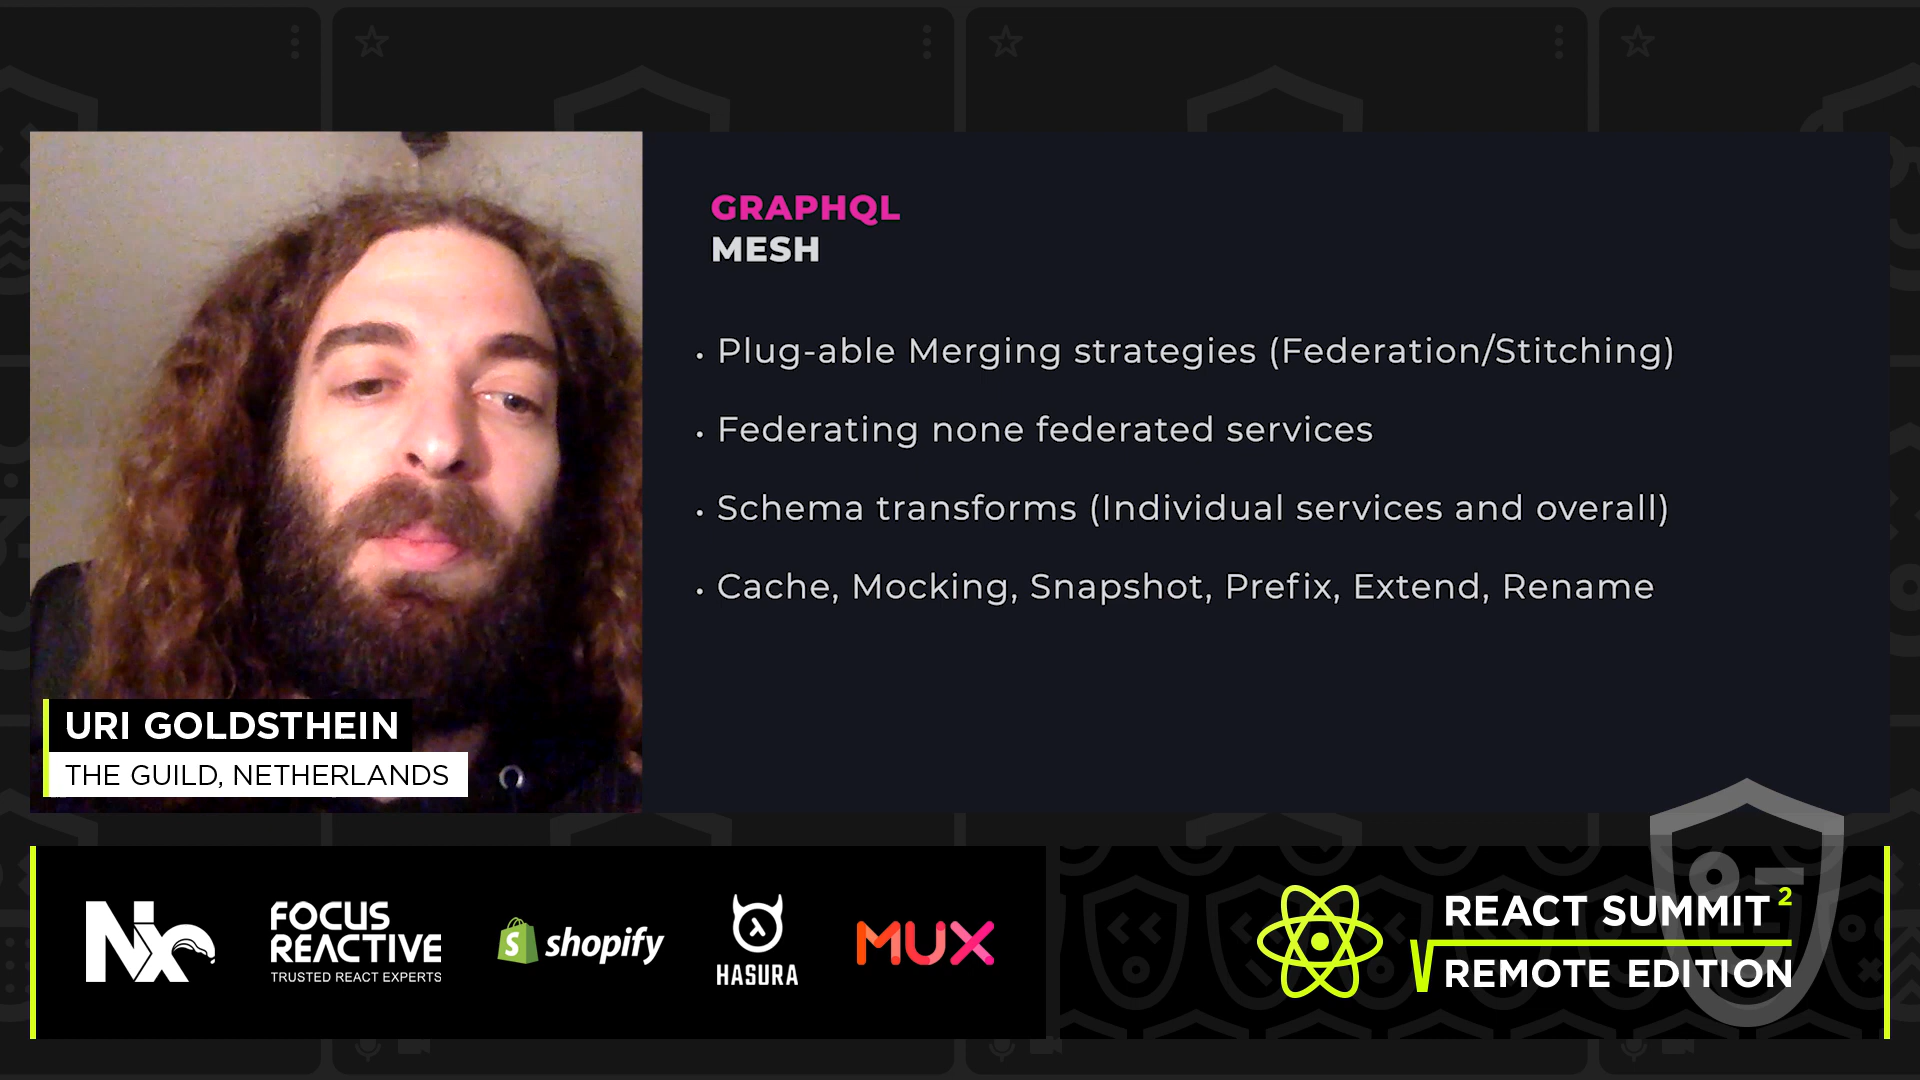 GRAPHQL
MESH
• Plug-able Merging strategies (Federation/Stitching)
• Federating none federated services
• Schema transforms (Individual services and overall)
• Cache, Mocking, Snapshot, Prefix, Extend, Rename
URI GOLDSTHEIN
THE GUILD, NETHERLANDS
Nx
FOCUS
REACTIVE
TRUSTED REACT EXPERTS
shopify
HASURA
MUX
REACT SUMMIT 2
REMOTE EDITION